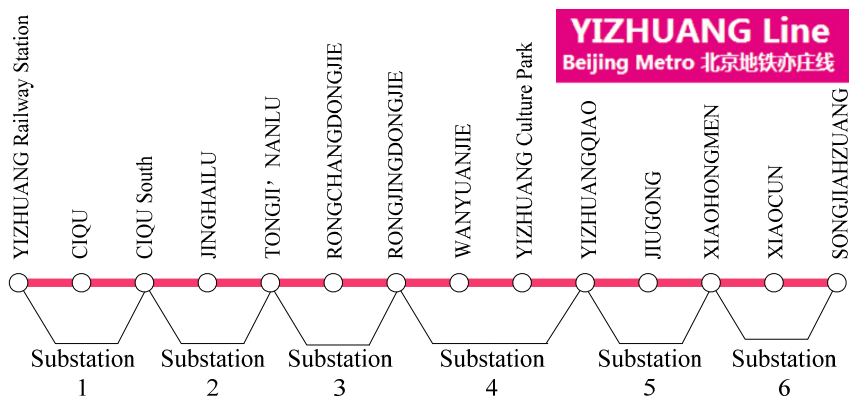 YIZHUANG Line
Beijing Metro 北京地铁亦庄线
YIZHUANG Railway Station
CIQU
CIQU South
JINGHAILU
TONGJI’ NANLU
RONGCHANGDONGJIE
RONGJINGDONGJIE
WANYUANJIE
YIZHUANG Culture Park
YIZHUANGQIAO
JIUGONG
XIAOHONGMEN
XIAOCUN
SONGJIAHZUANG
Substation
1
Substation
2
Substation
3
Substation
4
Substation
5
Substation
6